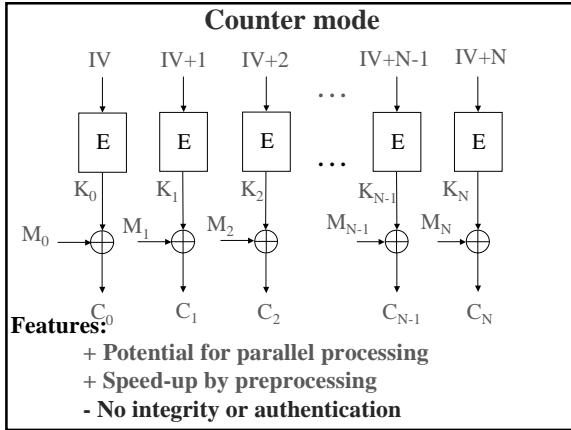 Counter mode
IV IV+1 IV+2 IV+N-1 IV+N
...
E E E E E
...
K0 K1 K2 KN-1 KN
M0 M1 M2 MN-1 MN
C0 C1 C2 CN-1 CN
Features:
+ Potential for parallel processing
+ Speed-up by preprocessing
- No integrity or authentication